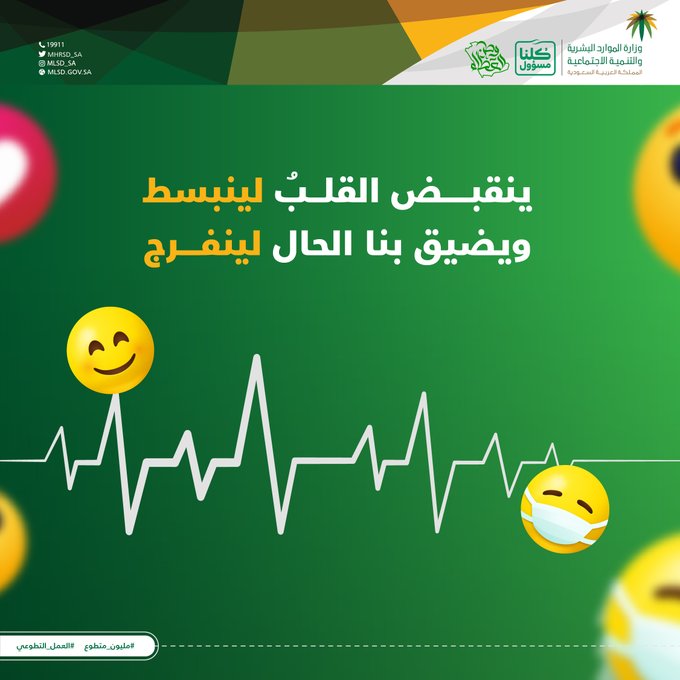 19911
MHRSD_SA
MLSD_SA
MLSD.GOV.SA
كلنا
مسؤول
وزارة الموارد البشرية
والتنمية الاجتماعية
المملكة العربية السعودية
ينقبــض القلــبُ لينبسط
ويضيق بنا الحال لينفــرج
#مليون_متطوع #العمل_التطوعي